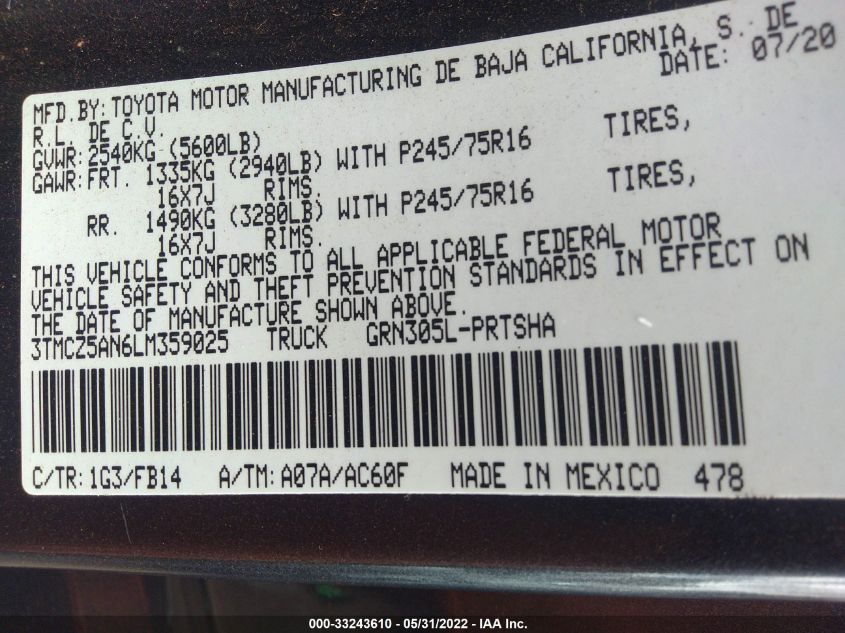 MFD.BY: TOYOTA MOTOR MANUFACTURING DE BAJA CALIFORNIA, S. DE
R.L. DE C.V. DATE: 07/20
GVWR: 2540KG (5600LB)
GAWR: FRT. 1335KG (2940LB) WITH P245/75R16 TIRES,
16X7J RIMS.
RR. 1490KG (3280LB) WITH P245/75R16 TIRES,
16X7J RIMS.
THIS VEHICLE CONFORMS TO ALL APPLICABLE FEDERAL MOTOR
VEHICLE SAFETY AND THEFT PREVENTION STANDARDS IN EFFECT ON
THE DATE OF MANUFACTURE SHOWN ABOVE.
3TMCZ5AN6LM359025 TRUCK GRN305L-PRTSHA
C/TR: 1G3/FB14 A/TM: A07A/AC60F MADE IN MEXICO 478
000-33243610 - 05/31/2022 - IAA Inc.